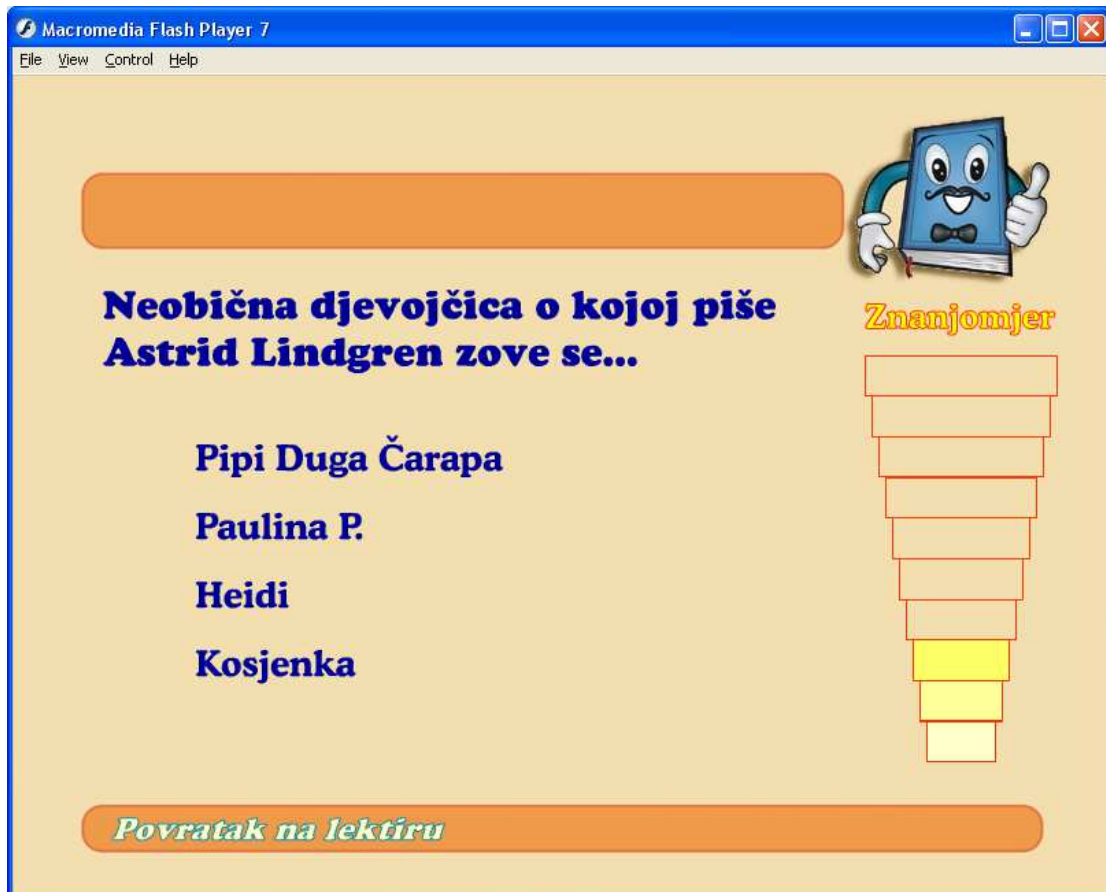 Macromedia Flash Player 7
File View Control Help
Neobična djevojčica o kojoj piše
Astrid Lindgren zove se...
Znanjomjer
Pipi Duga Čarapa
Paulina P.
Heidi
Kosjenka
Povratak na lektiru